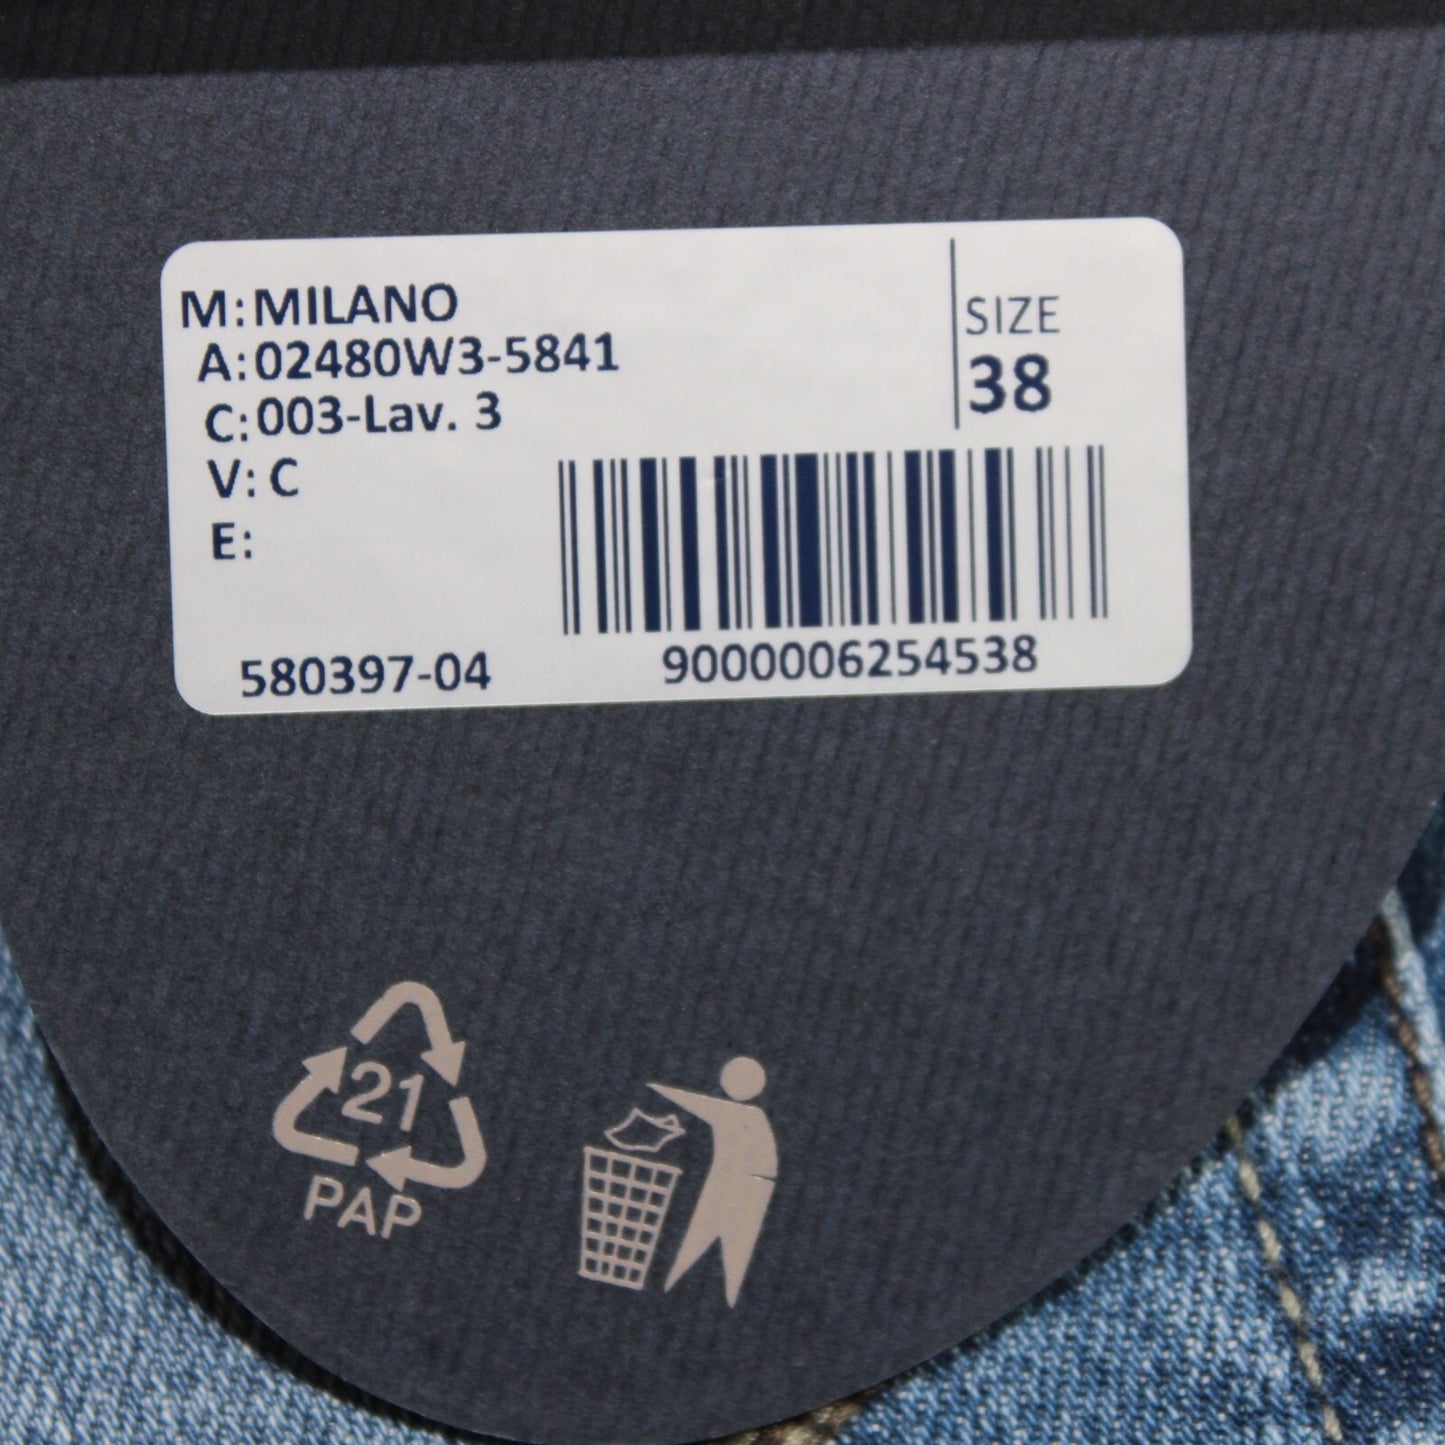 M: MILANO
A: 02480W3-5841
C: 003-Lav. 3
V: C
E:
SIZE
38
580397-04
9000006254538
21
PAP